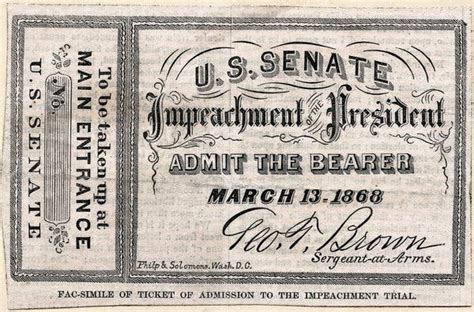 To be taken up at
MAIN ENTRANCE
No.
U. S. SENATE
U. S. SENATE
Impeachment OF THE President
ADMIT THE BEARER
MARCH 13-1868
Geo. T. Brown
Sergeant-at-Arms.
Philp & Solomons. Wash. D. C.
FAC-SIMILE OF TICKET OF ADMISSION TO THE IMPEACHMENT TRIAL.